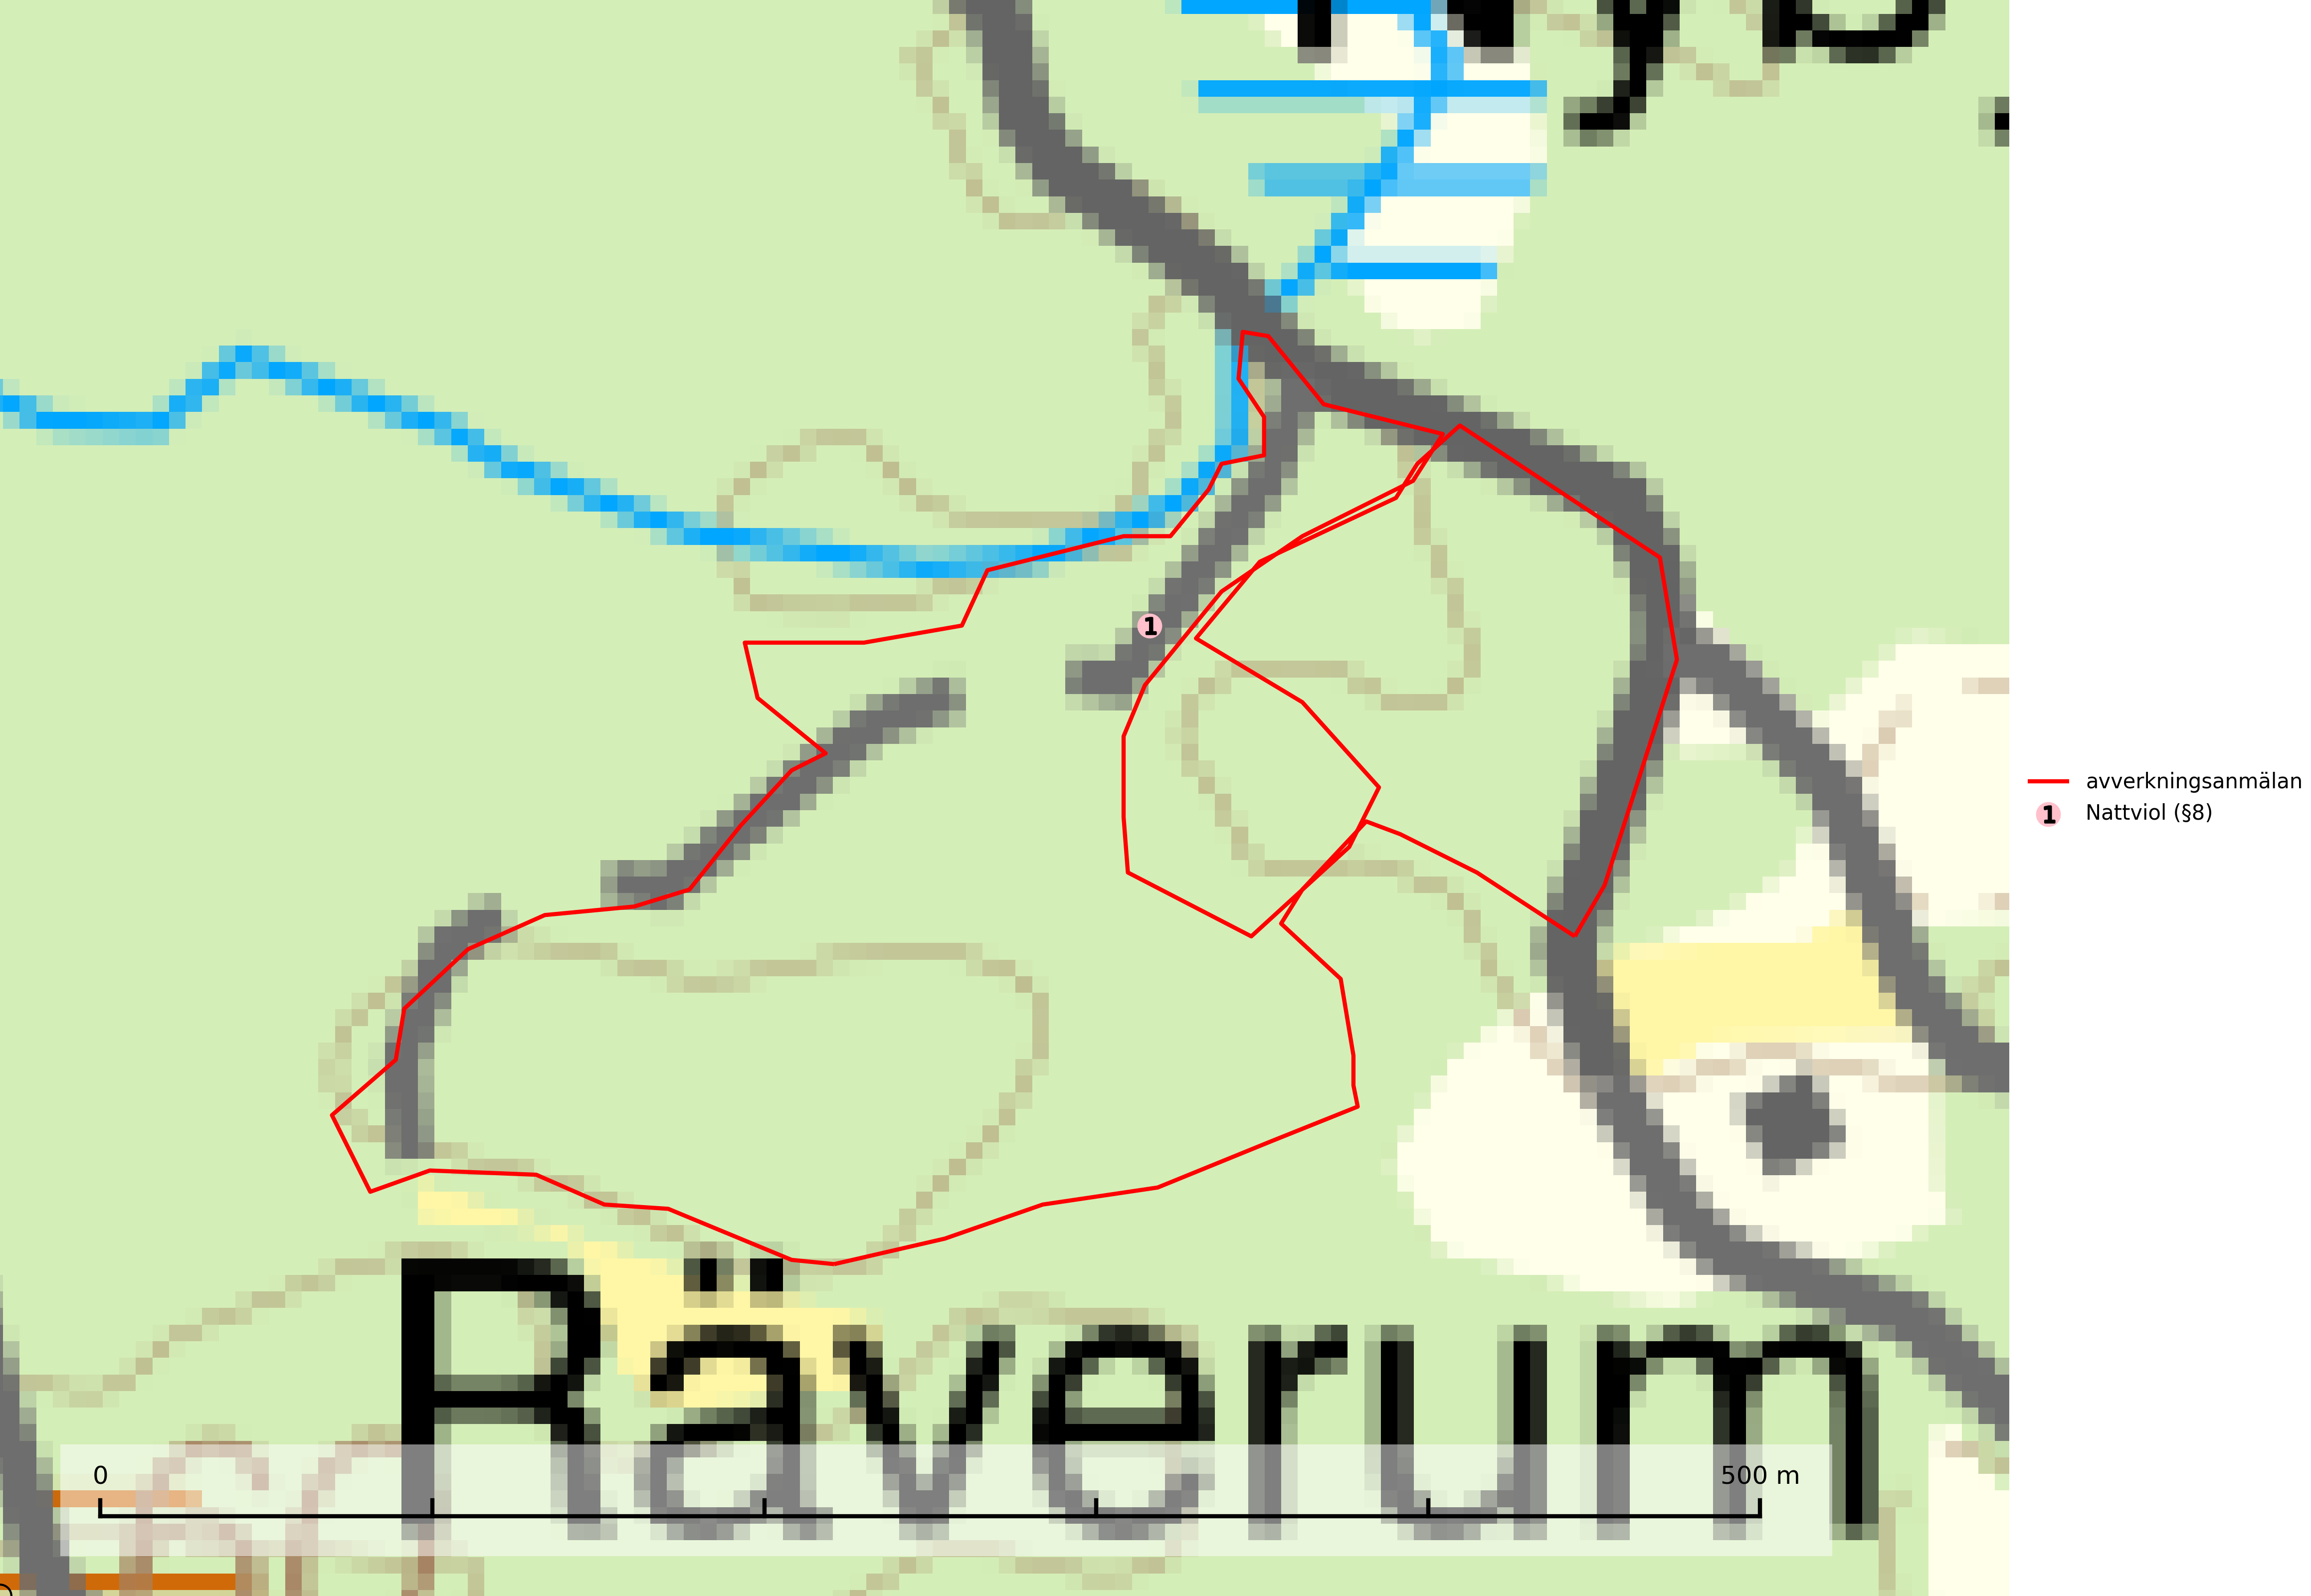 1
avverkningsanmälan
1 Nattviol (§8)
Räverum
0 500 m